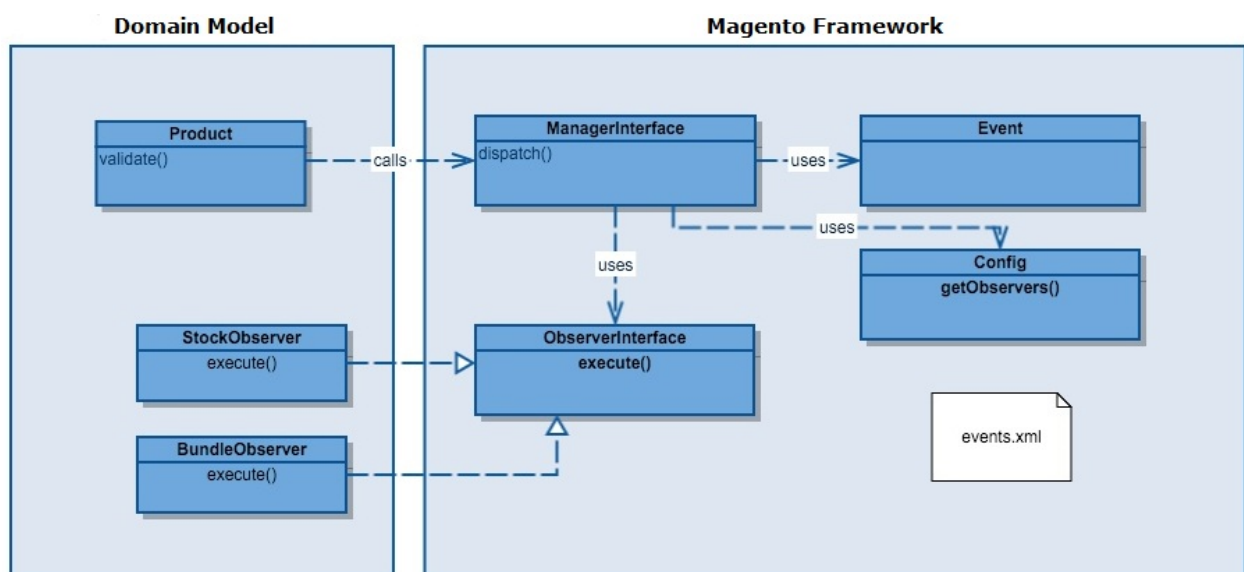 Domain Model
Magento Framework
Product
validate()
calls
ManagerInterface
dispatch()
uses
Event
uses
uses
Config
getObservers()
StockObserver
execute()
ObserverInterface
execute()
BundleObserver
execute()
events.xml